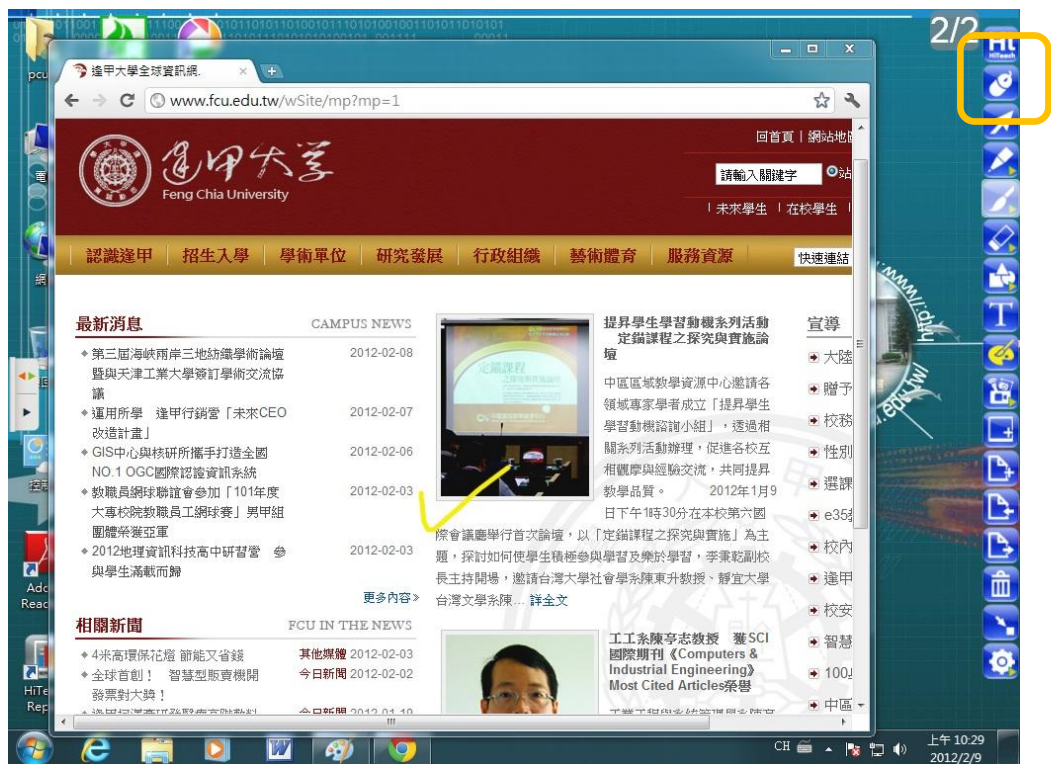 2/2
Hi
HiTeach
pcu
逢甲大學全球資訊網.
www.fcu.edu.tw/wSite/mp?mp=1
回首頁 | 網站地圖
逢甲大學
Feng Chia University
請輸入關鍵字
站
| 未來學生 | 在校學生 |
認識逢甲
招生入學
學術單位
研究發展
行政組織
藝術體育
服務資源
快速連結
最新消息 CAMPUS NEWS
第三屆海峽兩岸三地紡織學術論壇 2012-02-08
暨與天津工業大學簽訂學術交流協
議
運用所學 逢甲行銷營「未來CEO 2012-02-07
改造計畫」
GIS中心與核研所攜手打造全國 2012-02-06
NO.1 OGC國際認證資訊系統
教職員網球聯誼會參加「101年度 2012-02-03
大專校院教職員工網球賽」男甲組
團體榮獲亞軍
2012地理資訊科技高中研習營 參 2012-02-03
與學生滿載而歸
更多內容»
提昇學生學習動機系列活動
定錨課程之探究與實施論
壇
中區區域教學資源中心邀請各
領域專家學者成立「提昇學生
學習動機諮詢小組」，透過相
關系列活動辦理，促進各校互
相觀摩與經驗交流，共同提昇
教學品質。 2012年1月9
日下午1時30分在本校第六國
際會議廳舉行首次論壇，以「定錨課程之探究與實施」為主
題，探討如何使學生積極參與學習及樂於學習，李秉乾副校
長主持開場，邀請台灣大學社會學系陳東升教授、靜宜大學
台灣文學系陳... 詳全文
定錨課程
宣導
大陸
贈予
校務
性別
選課
e35
校內
逢甲
校安
智慧
100
中區
相關新聞 FCU IN THE NEWS
4米高環保花燈 節能又省錢 其他媒體 2012-02-03
全球首創！ 智慧型販賣機開 今日新聞 2012-02-02
發票對大獎！
今日新聞 2012-01-19
工工系陳亭志教授 獲SCI
國際期刊《Computers &
Industrial Engineering》
Most Cited Articles榮譽
T
Adc
Reac
HiTe
Rep
CH
上午 10:29
2012/2/9